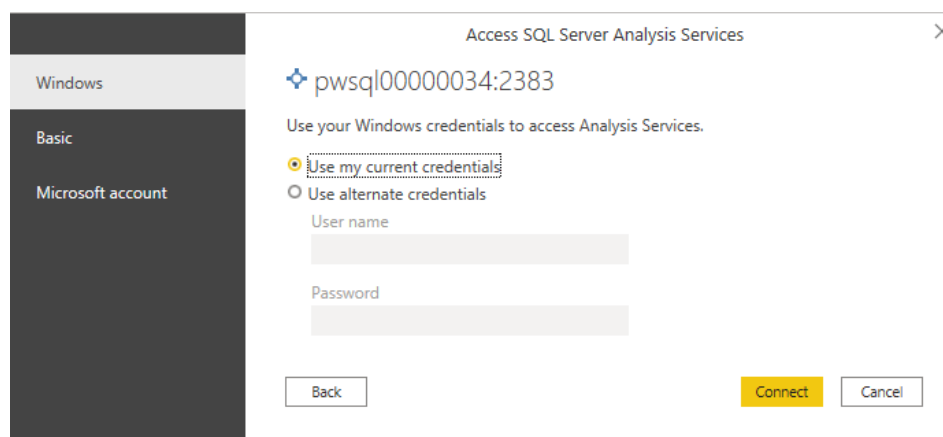 Access SQL Server Analysis Services
Windows
Basic
Microsoft account
pwsql00000034:2383
Use your Windows credentials to access Analysis Services.
Use my current credentials
Use alternate credentials
User name
Password
Back
Connect
Cancel